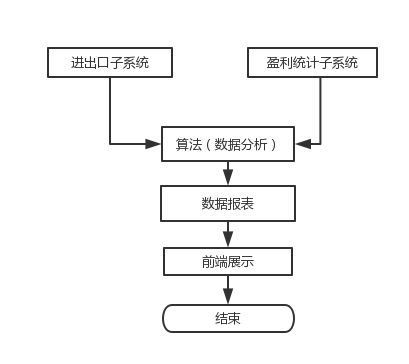 进出口子系统
盈利统计子系统
算法（数据分析）
数据报表
前端展示
结束